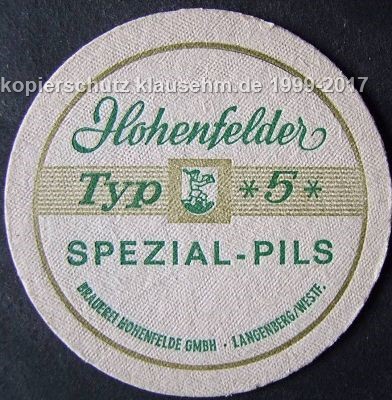 kopierschutz klausehm.de 1999-2017
Hohenfelder
Typ *5*
SPEZIAL-PILS
BRAUEREI HOHENFELDE GMBH · LANGENBERG/WESTF.